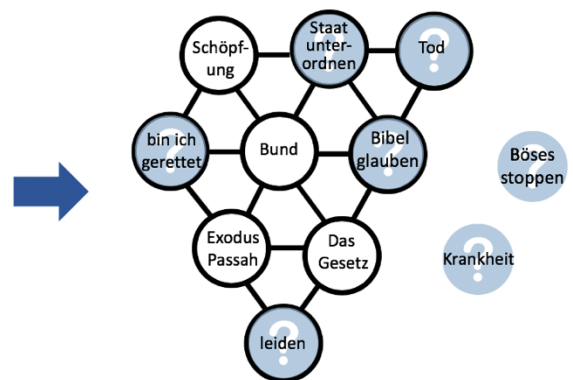 Schöpf-
ung
Staat
unter-
ordnen
?
Tod
?
bin ich
gerettet
?
Bund
Bibel
glauben
?
Böses
stoppen
?
Exodus
Passah
Das
Gesetz
Krankheit
?
leiden
?